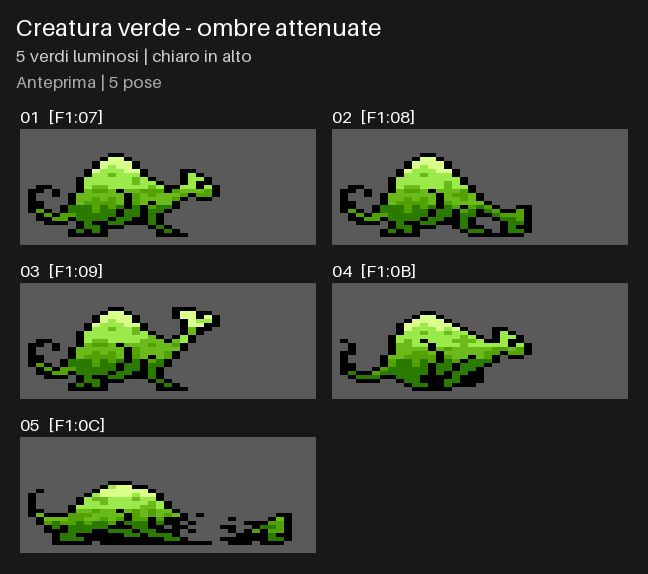 Creatura verde - ombre attenuate
5 verdi luminosi | chiaro in alto
Anteprima | 5 pose
01 [F1:07]
02 [F1:08]
03 [F1:09]
04 [F1:0B]
05 [F1:0C]